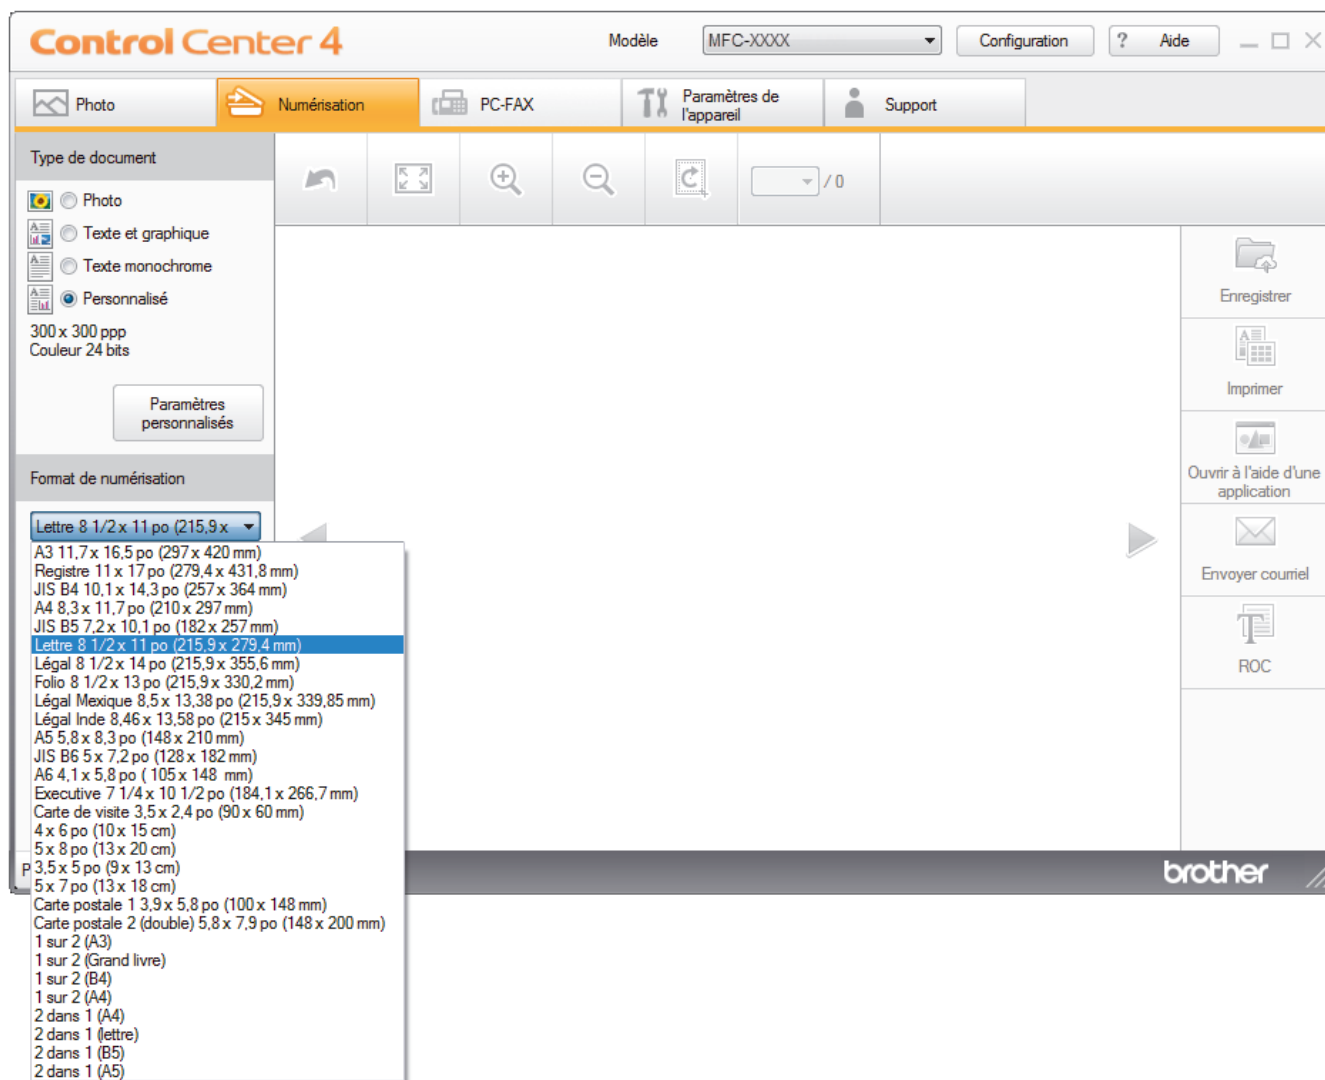 Control Center 4
Modèle
MFC-XXXX
Configuration
? Aide
Photo
Numérisation
PC-FAX
Paramètres de
l'appareil
Support
Type de document
Photo
Texte et graphique
Texte monochrome
Personnalisé
300 x 300 ppp
Couleur 24 bits
Paramètres
personnalisés
/ 0
Format de numérisation
Lettre 8 1/2 x 11 po (215,9 x
A3 11,7 x 16,5 po (297 x 420 mm)
Registre 11 x 17 po (279,4 x 431,8 mm)
JIS B4 10,1 x 14,3 po (257 x 364 mm)
A4 8,3 x 11,7 po (210 x 297 mm)
JIS B5 7,2 x 10,1 po (182 x 257 mm)
Lettre 8 1/2 x 11 po (215,9 x 279,4 mm)
Légal 8 1/2 x 14 po (215,9 x 355,6 mm)
Folio 8 1/2 x 13 po (215,9 x 330,2 mm)
Légal Mexique 8,5 x 13,38 po (215,9 x 339,85 mm)
Légal Inde 8,46 x 13,58 po (215 x 345 mm)
A5 5,8 x 8,3 po (148 x 210 mm)
JIS B6 5 x 7,2 po (128 x 182 mm)
A6 4,1 x 5,8 po ( 105 x 148  mm)
Executive 7 1/4 x 10 1/2 po (184,1 x 266,7 mm)
Carte de visite 3,5 x 2,4 po (90 x 60 mm)
4 x 6 po (10 x 15 cm)
5 x 8 po (13 x 20 cm)
P
3,5 x 5 po (9 x 13 cm)
5 x 7 po (13 x 18 cm)
Carte postale 1 3,9 x 5,8 po (100 x 148 mm)
Carte postale 2 (double) 5,8 x 7,9 po (148 x 200 mm)
1 sur 2 (A3)
1 sur 2 (Grand livre)
1 sur 2 (B4)
1 sur 2 (A4)
2 dans 1 (A4)
2 dans 1 (lettre)
2 dans 1 (B5)
2 dans 1 (A5)
Enregistrer
Imprimer
Ouvrir à l'aide d'une
application
Envoyer courriel
ROC
brother